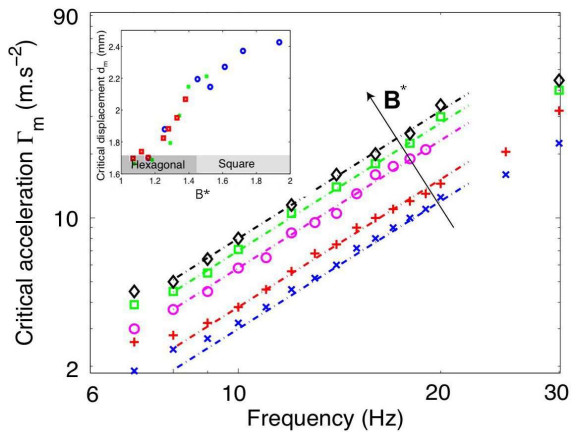 90
10
2
Critical acceleration Γm (m.s-2)
6
10
20
30
Frequency (Hz)
B*
Critical displacement dm (mm)
2.4
2.2
2
1.8
1.6
1.4
Hexagonal
Square
1
1.2
1.4
1.6
1.8
2
B*